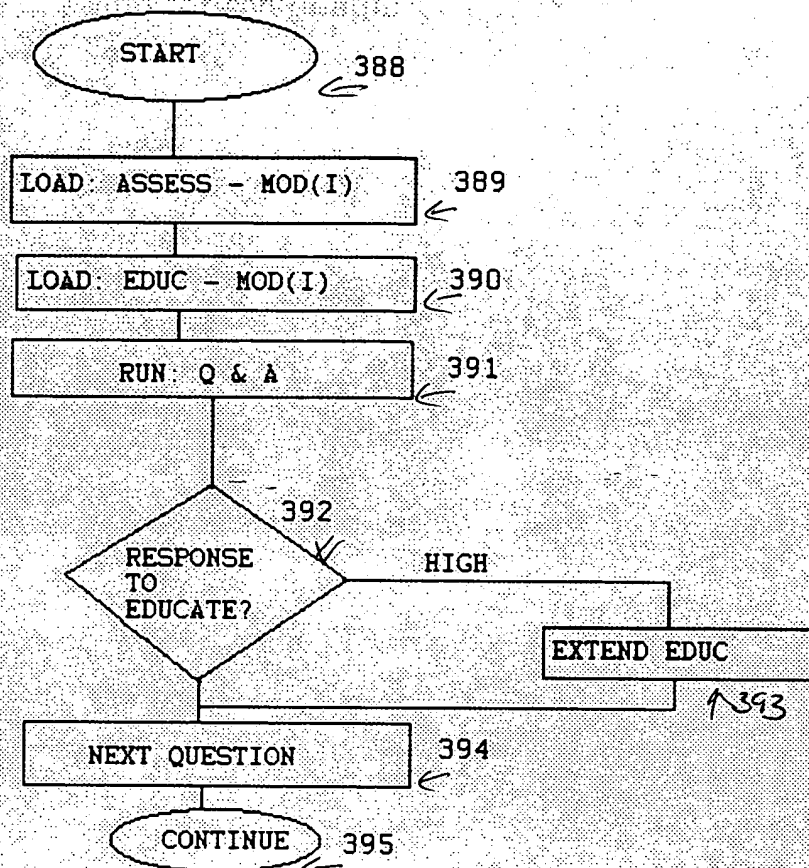 START
388
LOAD: ASSESS - MOD(I)
389
LOAD: EDUC - MOD(I)
390
RUN: Q & A
391
392
RESPONSE
TO
EDUCATE?
HIGH
EXTEND EDUC
393
NEXT QUESTION
394
CONTINUE
395